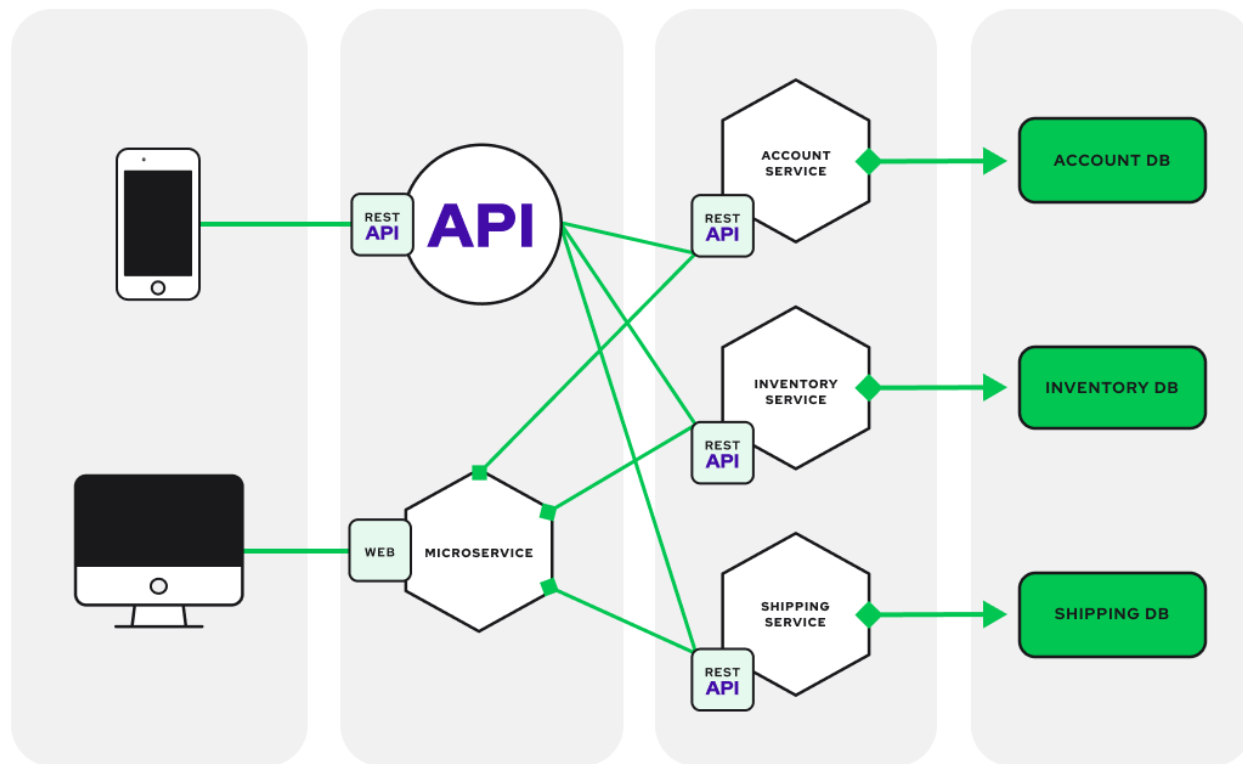 REST
API
API
WEB
MICROSERVICE
ACCOUNT
SERVICE
REST
API
INVENTORY
SERVICE
REST
API
SHIPPING
SERVICE
REST
API
ACCOUNT DB
INVENTORY DB
SHIPPING DB